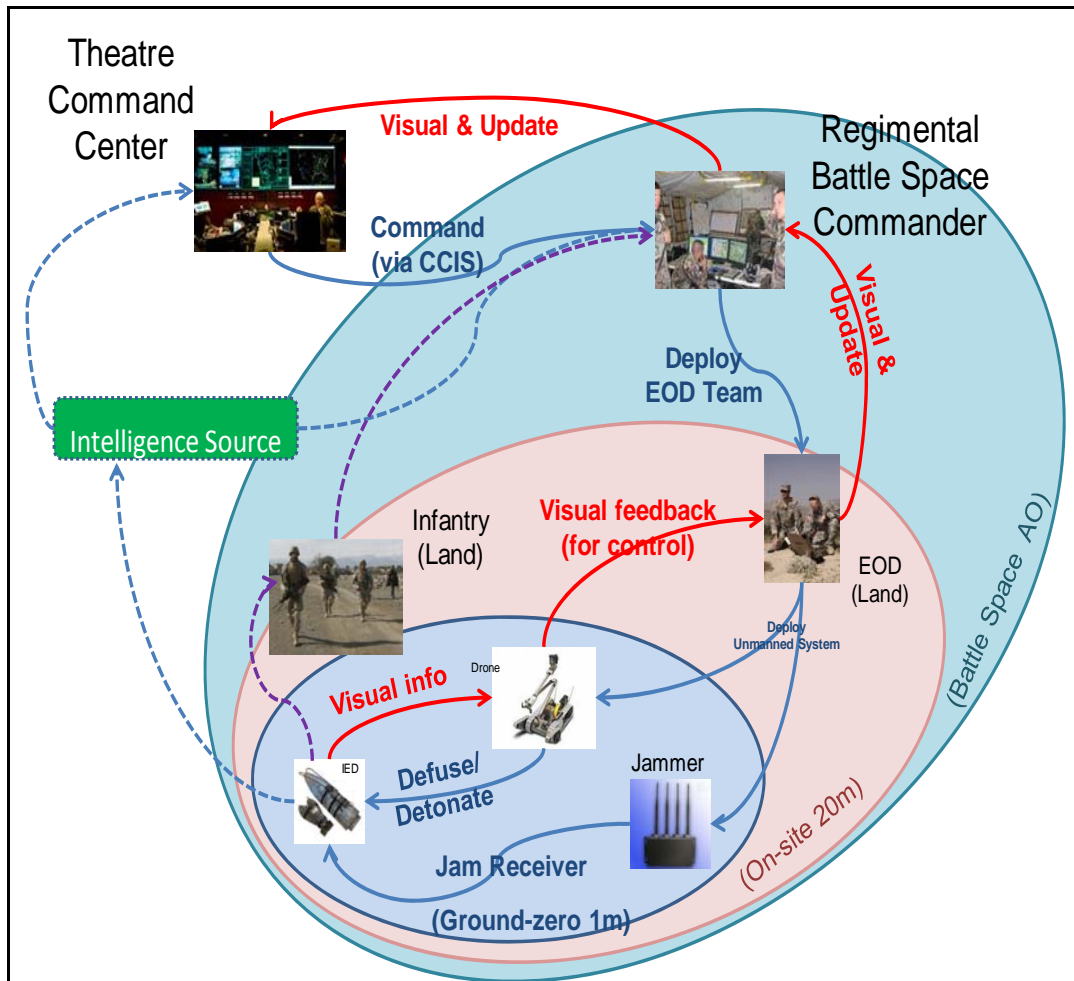 Theatre
Command
Center
Visual & Update
Regimental
Battle Space
Commander
Command
(via CCIS)
Visual &
Update
Deploy
EOD Team
Intelligence Source
Infantry
(Land)
Visual feedback
(for control)
EOD
(Land)
Deploy
Unmanned System
Drone
Visual info
IED
Defuse/
Detonate
Jammer
Jam Receiver
(Ground-zero 1m)
(On-site 20m)
(Battle Space AO)